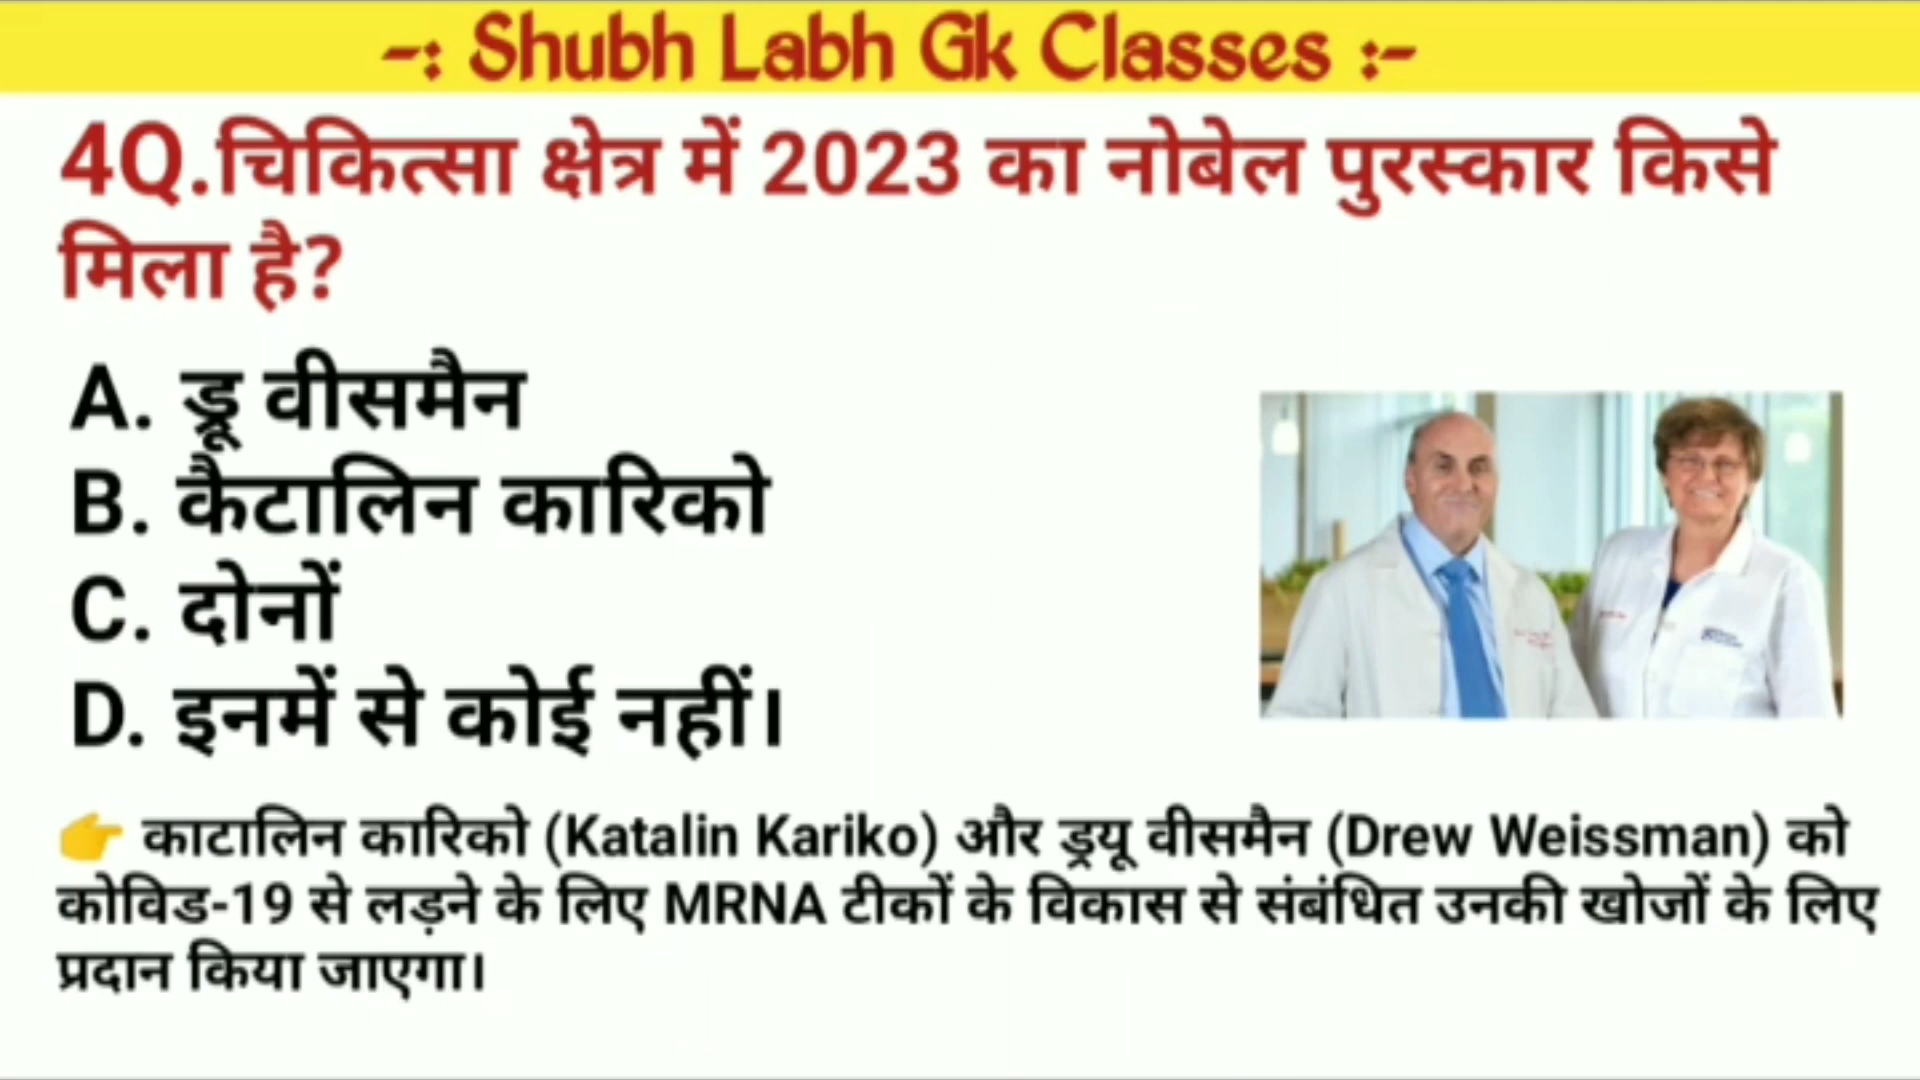 -: Shubh Labh Gk Classes :-
4Q.चिकित्सा क्षेत्र में 2023 का नोबेल पुरस्कार किसे
मिला है?
A. ड्रू वीसमैन
B. कैटालिन कारिको
C. दोनों
D. इनमें से कोई नहीं।
👉 काटालिन कारिको (Katalin Kariko) और ड्रयू वीसमैन (Drew Weissman) को
कोविड-19 से लड़ने के लिए MRNA टीकों के विकास से संबंधित उनकी खोजों के लिए
प्रदान किया जाएगा।